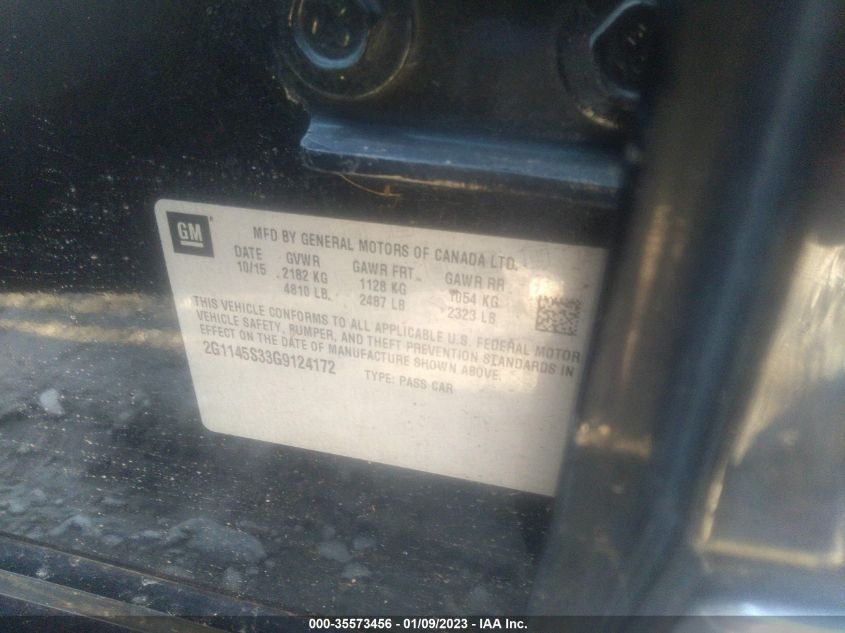 GM
MFD BY GENERAL MOTORS OF CANADA LTD.
DATE GVWR GAWR FRT. GAWR RR
10/15 2182 KG 1128 KG 1054 KG
4810 LB. 2487 LB 2323 LB
THIS VEHICLE CONFORMS TO ALL APPLICABLE U.S. FEDERAL MOTOR
VEHICLE SAFETY, BUMPER, AND THEFT PREVENTION STANDARDS IN
EFFECT ON THE DATE OF MANUFACTURE SHOWN ABOVE.
2G1145S33G9124172 TYPE: PASS CAR
000-35573456 - 01/09/2023 - IAA Inc.